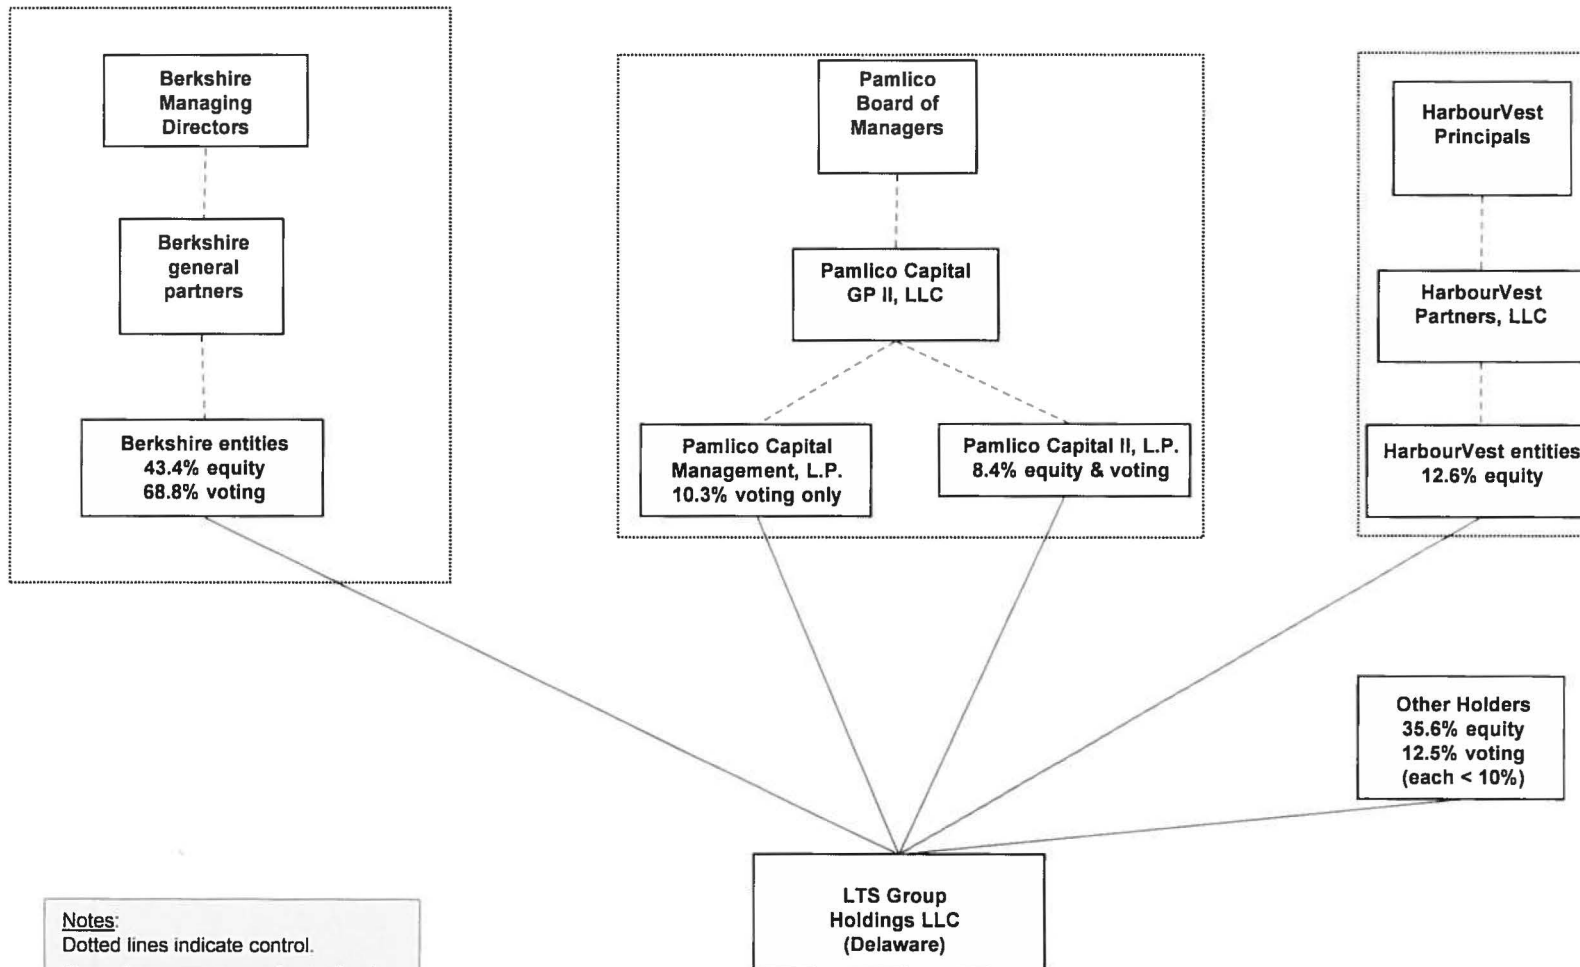 Berkshire
Managing
Directors
Berkshire
general
partners
Berkshire entities
43.4% equity
68.8% voting
Pamlico
Board of
Managers
Pamlico Capital
GP II, LLC
Pamlico Capital
Management, L.P.
10.3% voting only
Pamlico Capital II, L.P.
8.4% equity & voting
HarbourVest
Principals
HarbourVest
Partners, LLC
HarbourVest entities
12.6% equity
Other Holders
35.6% equity
12.5% voting
(each < 10%)
LTS Group
Holdings LLC
(Delaware)
Notes:
Dotted lines indicate control.